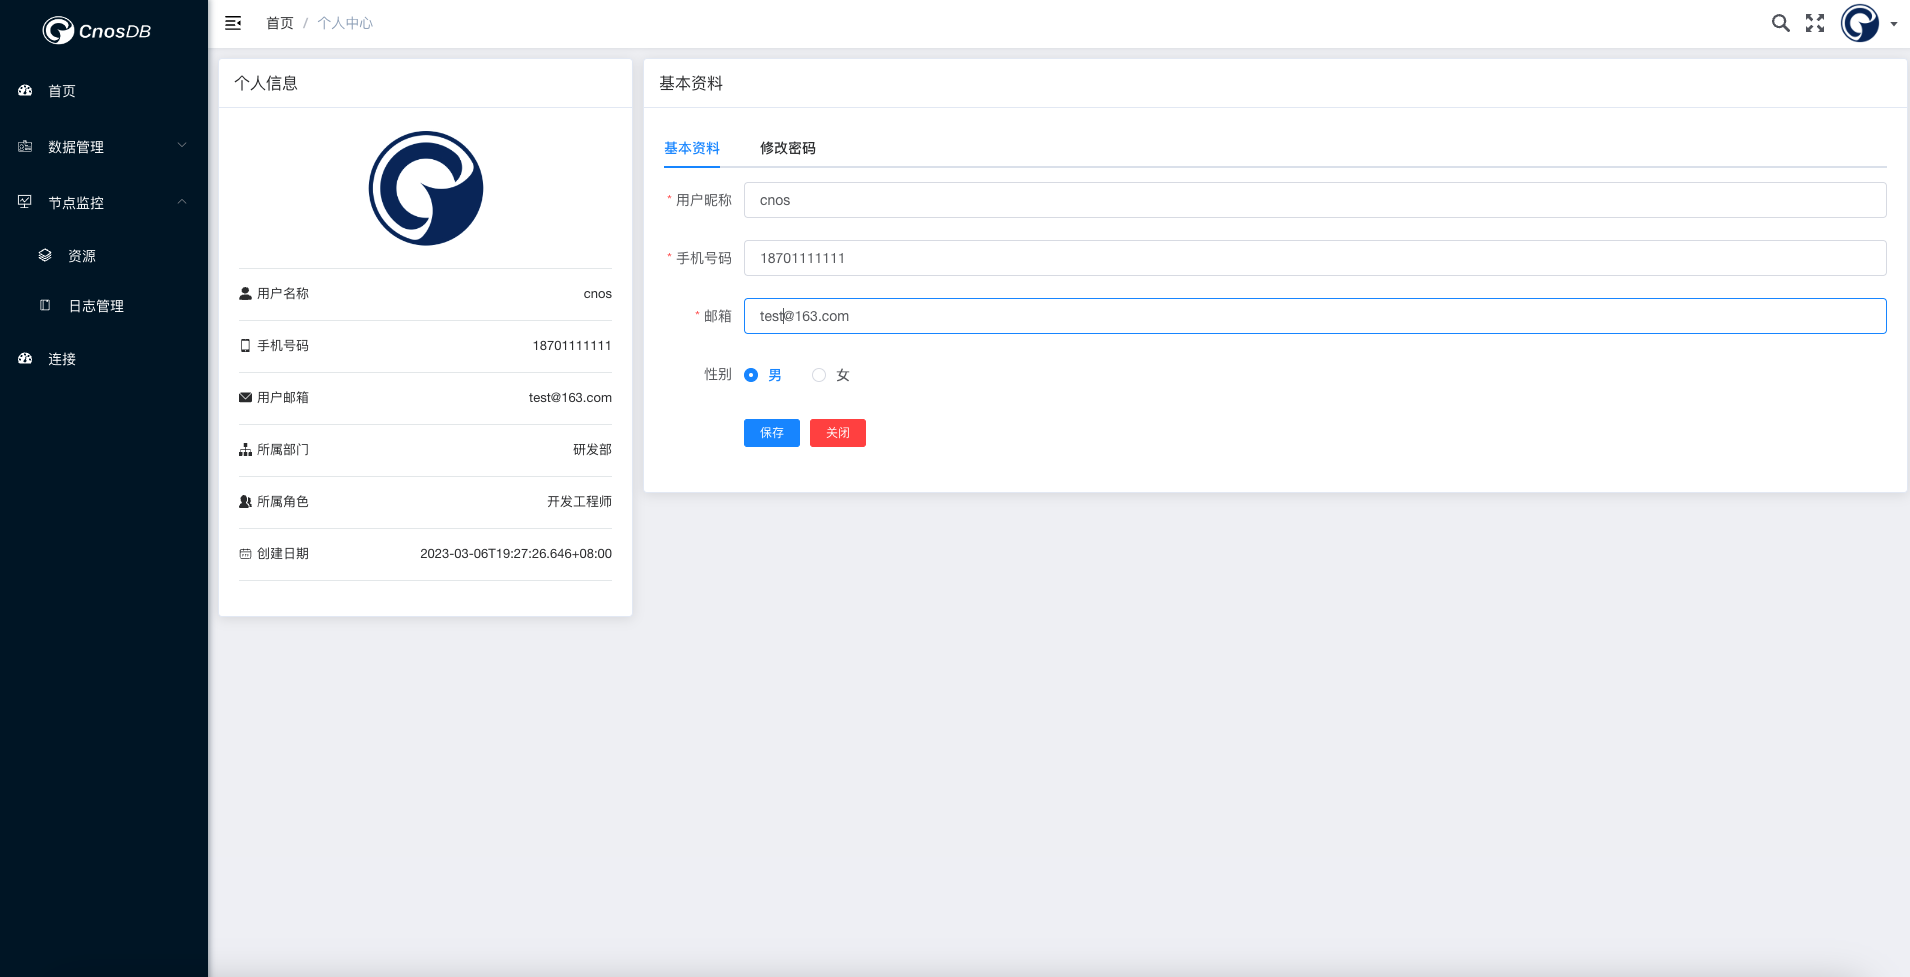 CnosDB
首页
数据管理
节点监控
资源
日志管理
连接
首页 / 个人中心
个人信息
用户名称 cnos
手机号码 18701111111
用户邮箱 test@163.com
所属部门 研发部
所属角色 开发工程师
创建日期 2023-03-06T19:27:26.646+08:00
基本资料
基本资料 修改密码
* 用户昵称 cnos
* 手机号码 18701111111
* 邮箱 test@163.com
性别 男 女
保存 关闭